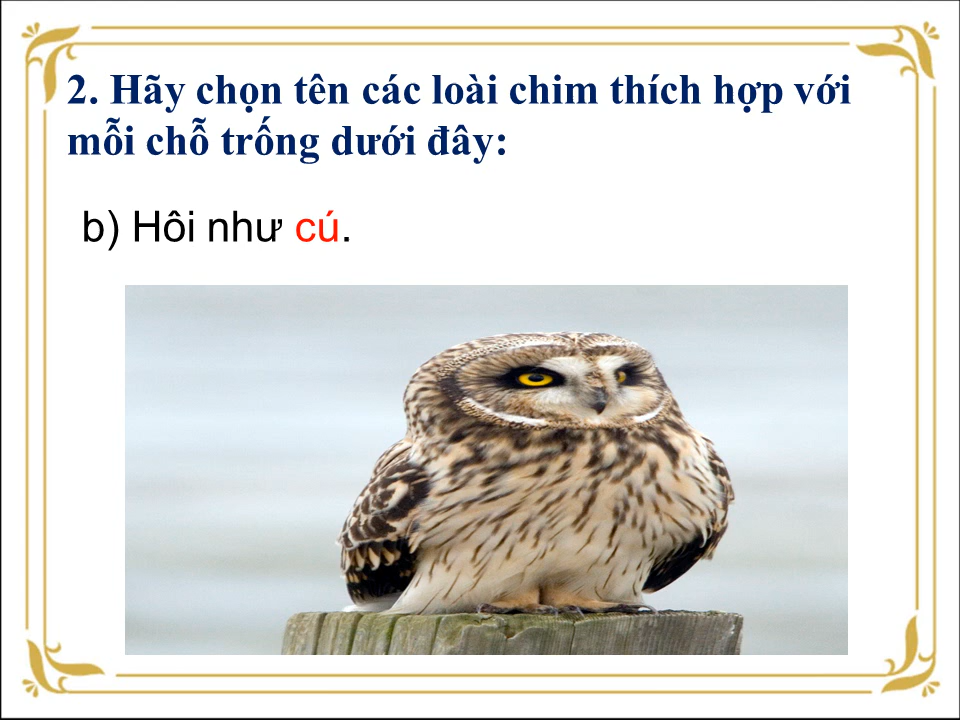 2. Hãy chọn tên các loài chim thích hợp với
mỗi chỗ trống dưới đây:
b) Hôi như cú.